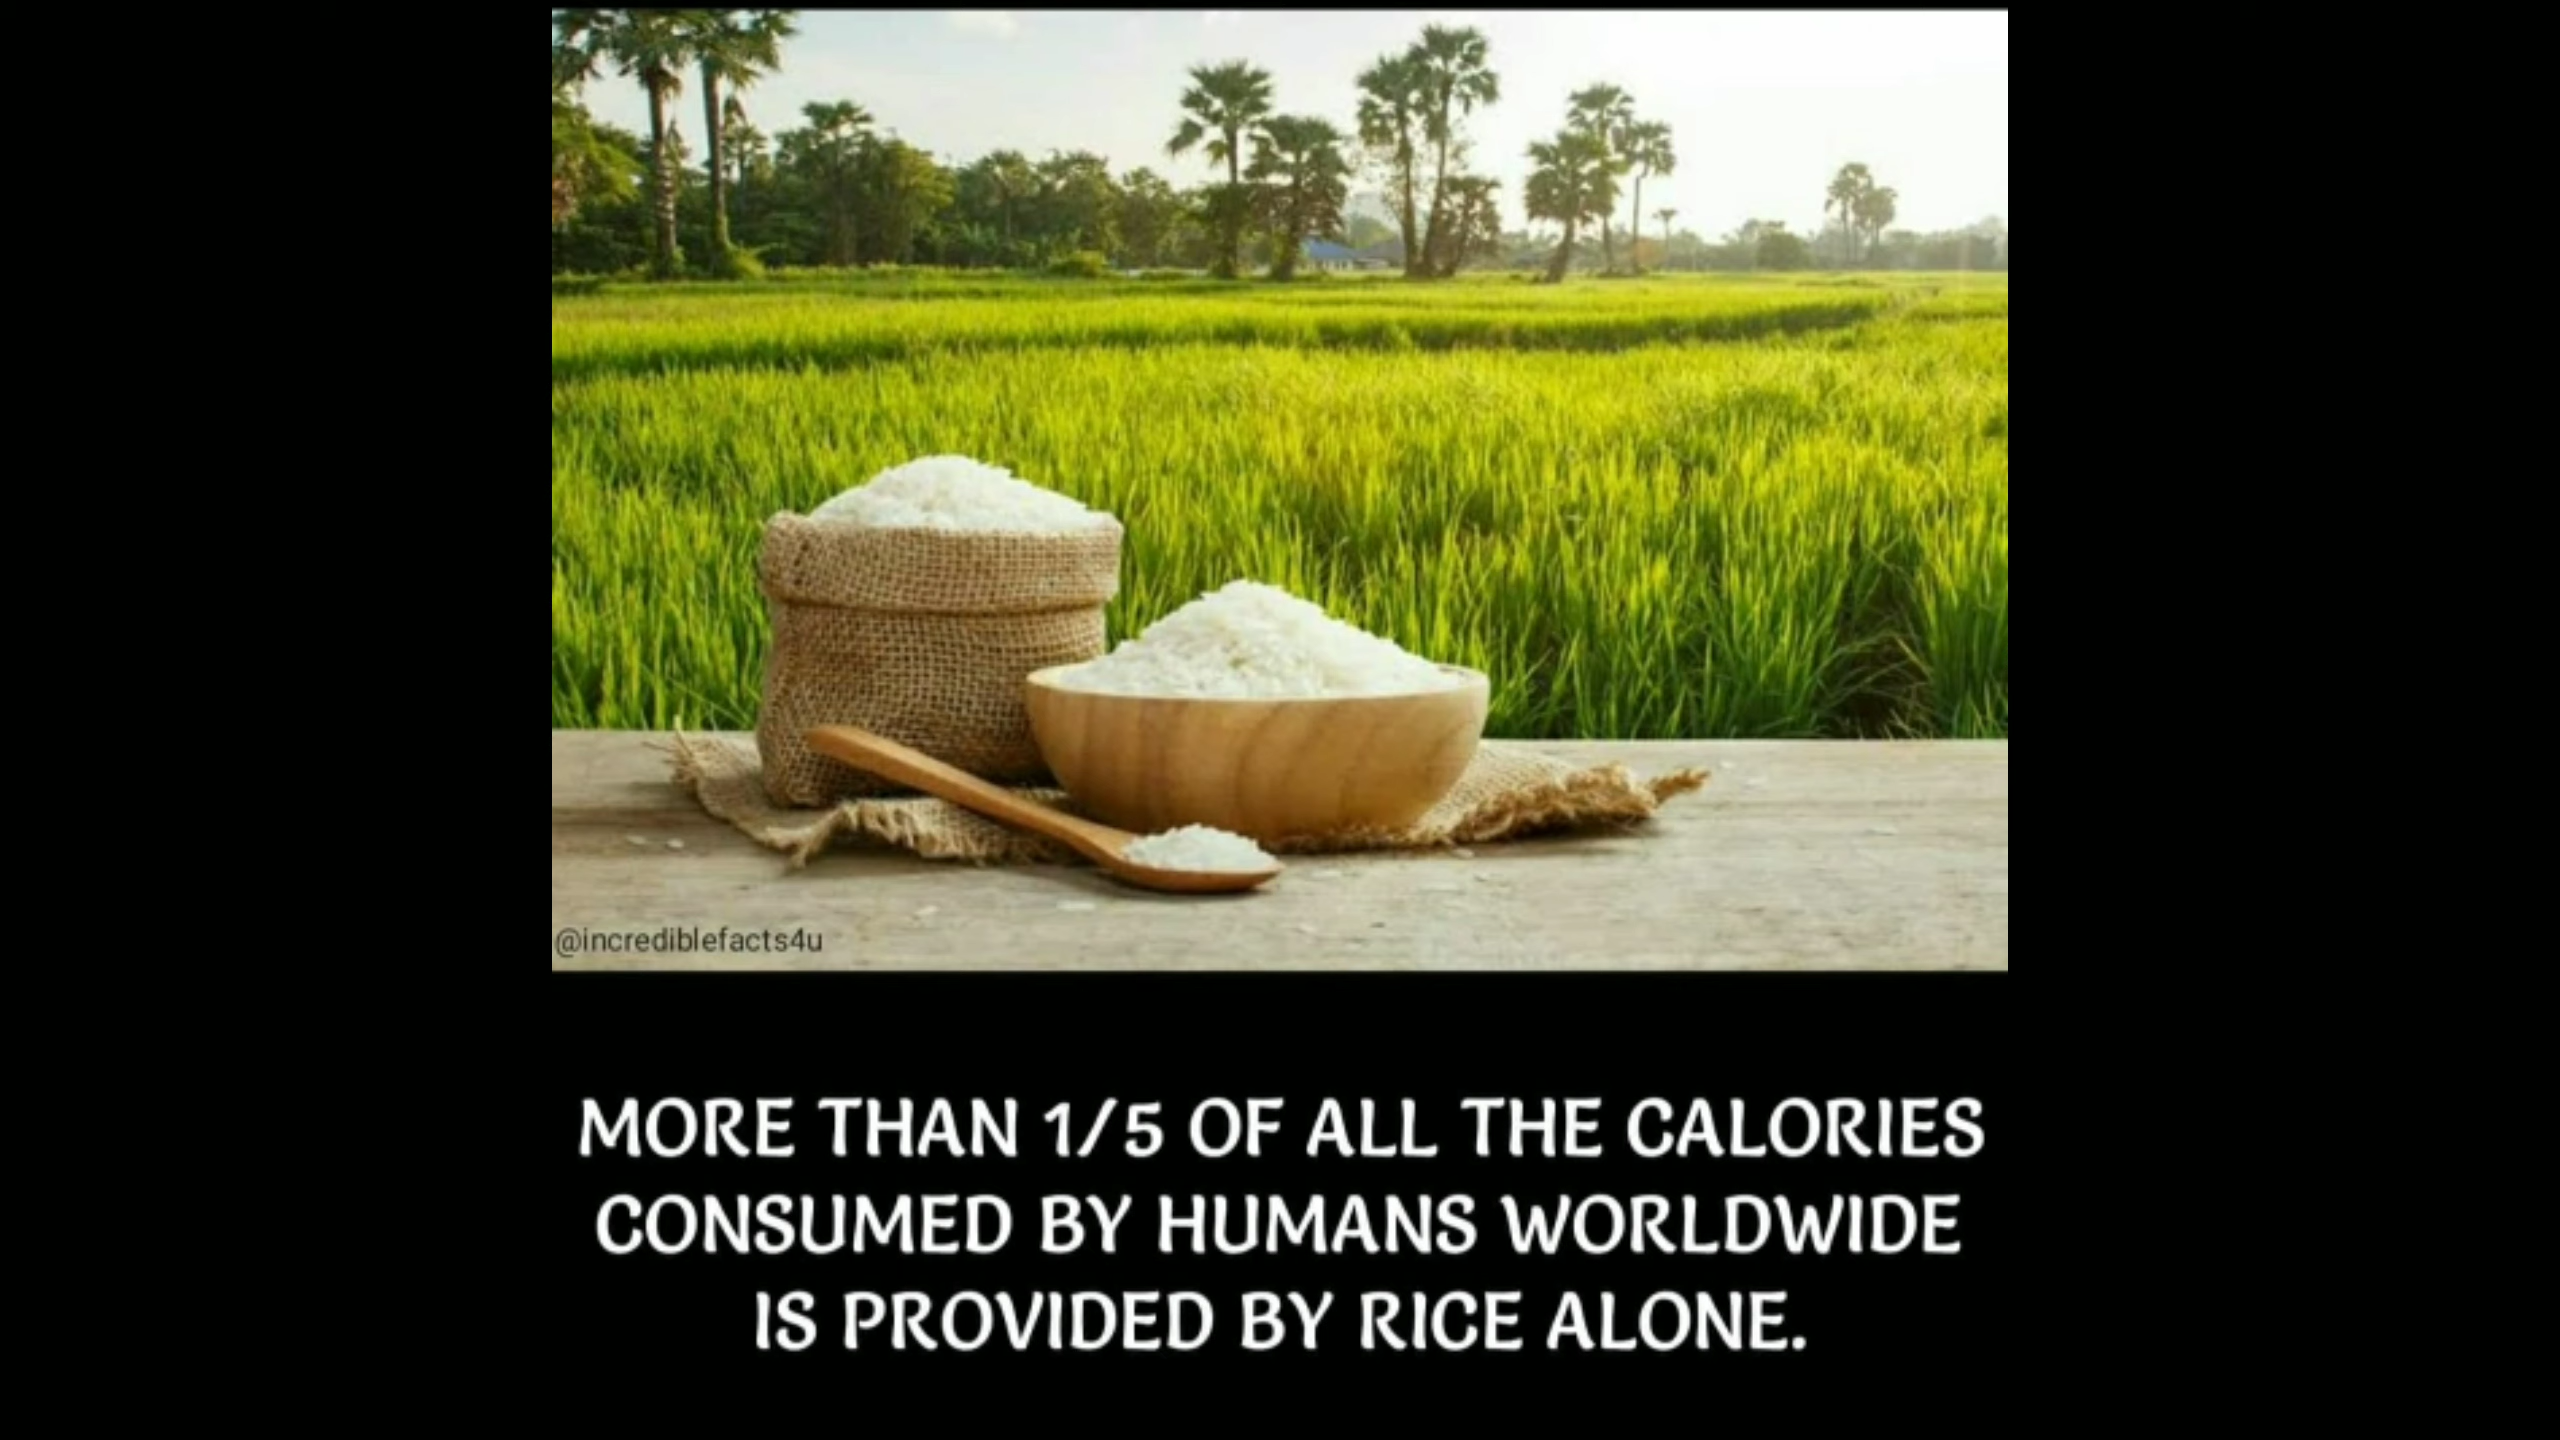 @incrediblefacts4u
MORE THAN 1/5 OF ALL THE CALORIES
CONSUMED BY HUMANS WORLDWIDE
IS PROVIDED BY RICE ALONE.